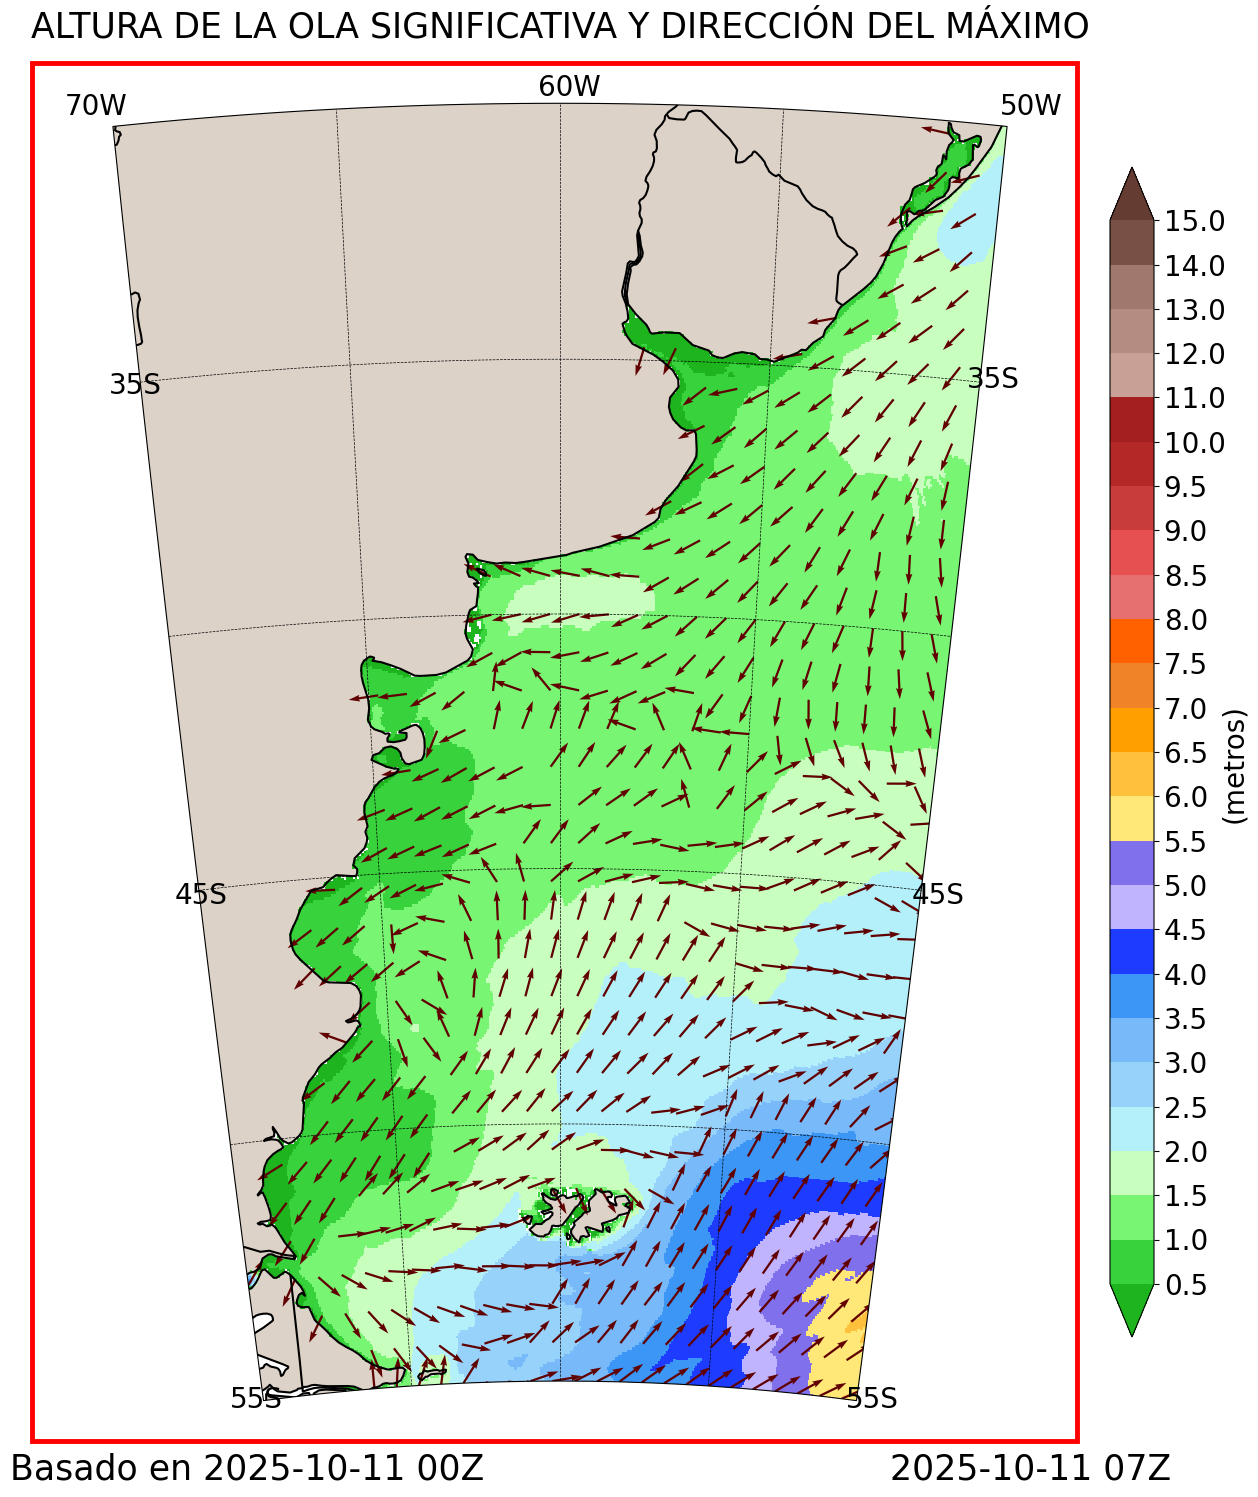 ALTURA DE LA OLA SIGNIFICATIVA Y DIRECCIÓN DEL MÁXIMO
70W
60W
50W
35S
35S
45S
45S
55S
55S
15.0
14.0
13.0
12.0
11.0
10.0
9.5
9.0
8.5
8.0
7.5
7.0
6.5
6.0
5.5
5.0
4.5
4.0
3.5
3.0
2.5
2.0
1.5
1.0
0.5
(metros)
Basado en 2025-10-11 00Z
2025-10-11 07Z